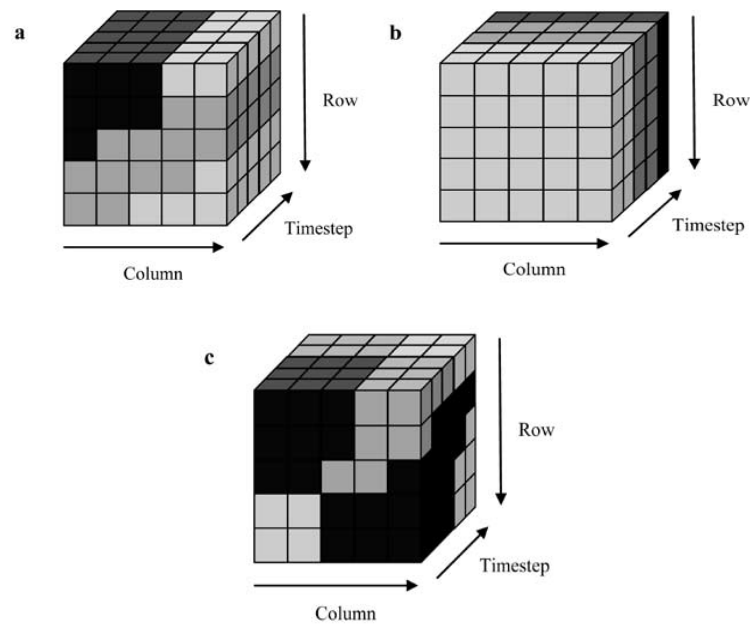 a
Row
Timestep
Column
b
Row
Timestep
Column
c
Row
Timestep
Column